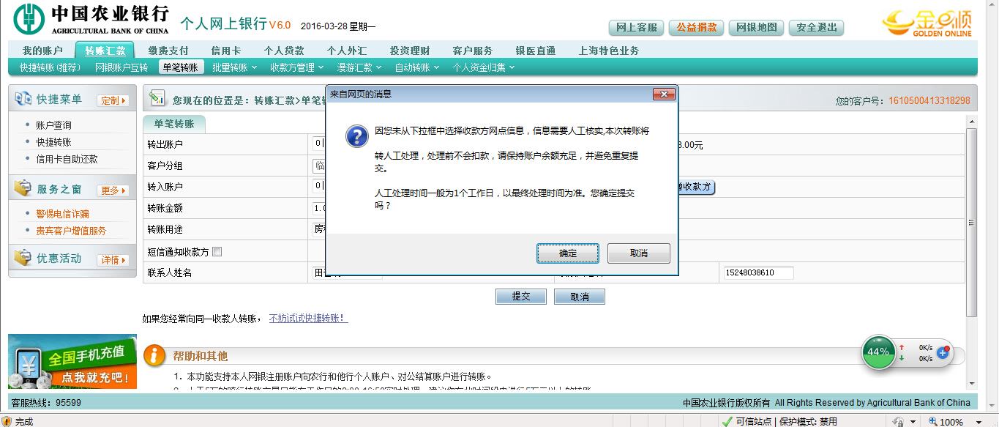 中国农业银行
AGRICULTURAL BANK OF CHINA
个人网上银行V6.0 2016-03-28 星期一
网上客服 公益捐款 网银地图 安全退出
金e顺
GOLDEN ONLINE
我的账户 转账汇款 缴费支付 信用卡 个人贷款 个人外汇 投资理财 客户服务 银医直通 上海特色业务
快捷转账(推荐) 网银账户互转 单笔转账 批量转账 收款方管理 漫游汇款 自动转账 个人资金归集
快捷菜单 定制
账户查询
快捷转账
信用卡自助还款
服务之窗 更多
警惕电信诈骗
贵宾客户增值服务
优惠活动 详情
您现在的位置是：转账汇款>单笔
您的客户号：1610500413318298
单笔转账
转出账户
.00元
客户分组 临
转入账户
收款方
转账金额 1.0
转账用途 房
短信通知收款方
联系人姓名 田
15248038610
来自网页的消息
因您未从下拉框中选择收款方网点信息，信息需要人工核实,本次转账将
转人工处理，处理前不会扣款，请保持账户余额充足，并避免重复提
交。
人工处理时间一般为1个工作日，以最终处理时间为准。您确定提交
吗？
确定 取消
提交 取消
如果您经常向同一收款人转账， 不妨试试快捷转账！
全国手机充值
点我就充吧!
帮助和其他
1. 本功能支持本人网银注册账户向农行和他行个人账户、对公结算账户进行转账。
44% 0K/s
0K/s
客服热线：95599
中国农业银行版权所有 All Rights Reserved by Agricultural Bank of China
完成
可信站点 | 保护模式: 禁用
100%